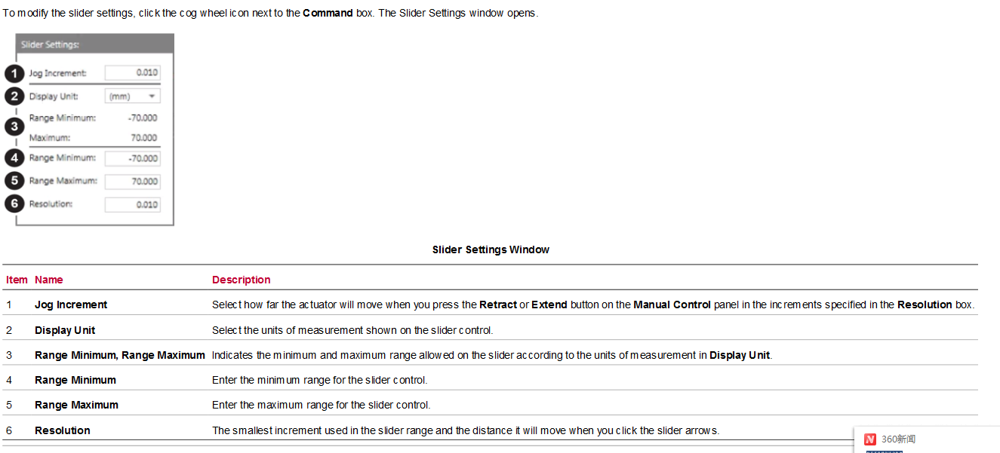 To modify the slider settings, click the cog wheel icon next to the Command box. The Slider Settings window opens.
Slider Settings:
1 Jog Increment: 0.010
2 Display Unit: (mm)
3 Range Minimum: -70.000
Maximum: 70.000
4 Range Minimum: -70.000
5 Range Maximum: 70.000
6 Resolution: 0.010
Slider Settings Window
Item Name Description
1 Jog Increment Select how far the actuator will move when you press the Retract or Extend button on the Manual Control panel in the increments specified in the Resolution box.
2 Display Unit Select the units of measurement shown on the slider control.
3 Range Minimum, Range Maximum Indicates the minimum and maximum range allowed on the slider according to the units of measurement in Display Unit.
4 Range Minimum Enter the minimum range for the slider control.
5 Range Maximum Enter the maximum range for the slider control.
6 Resolution The smallest increment used in the slider range and the distance it will move when you click the slider arrows.
N 360新闻